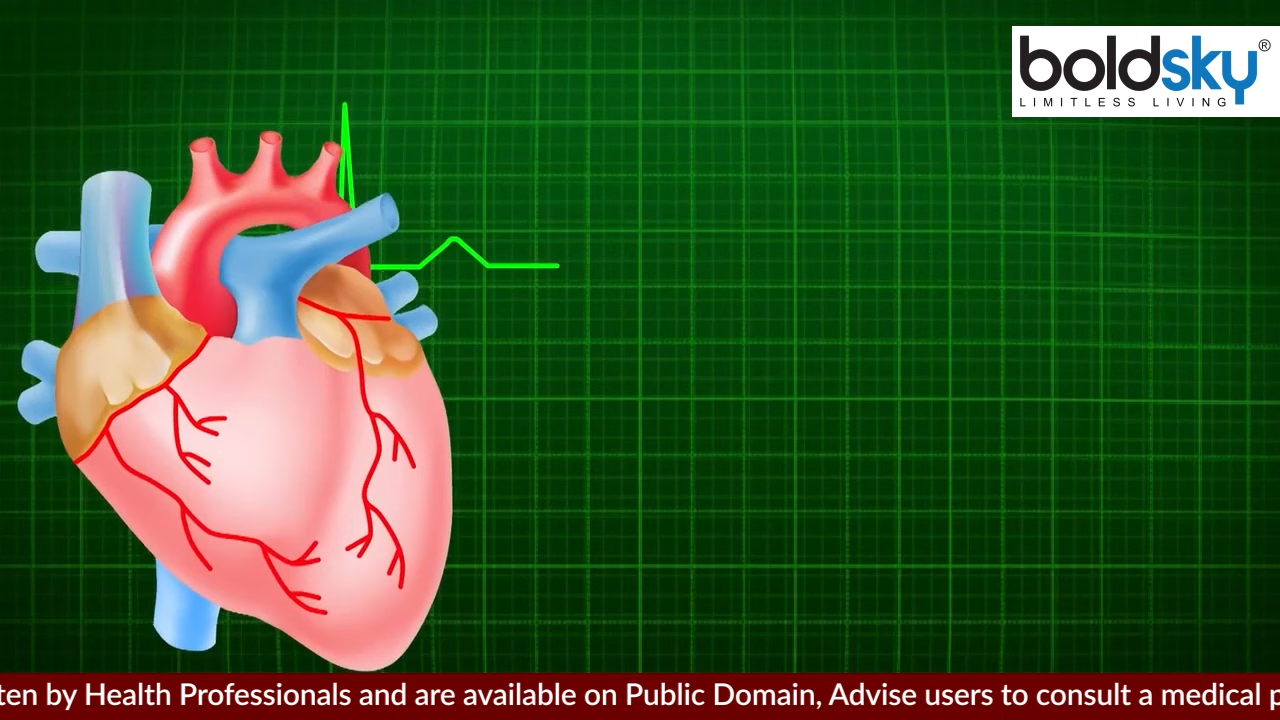 boldsky®
LIMITLESS LIVING
ten by Health Professionals and are available on Public Domain, Advise users to consult a medical p